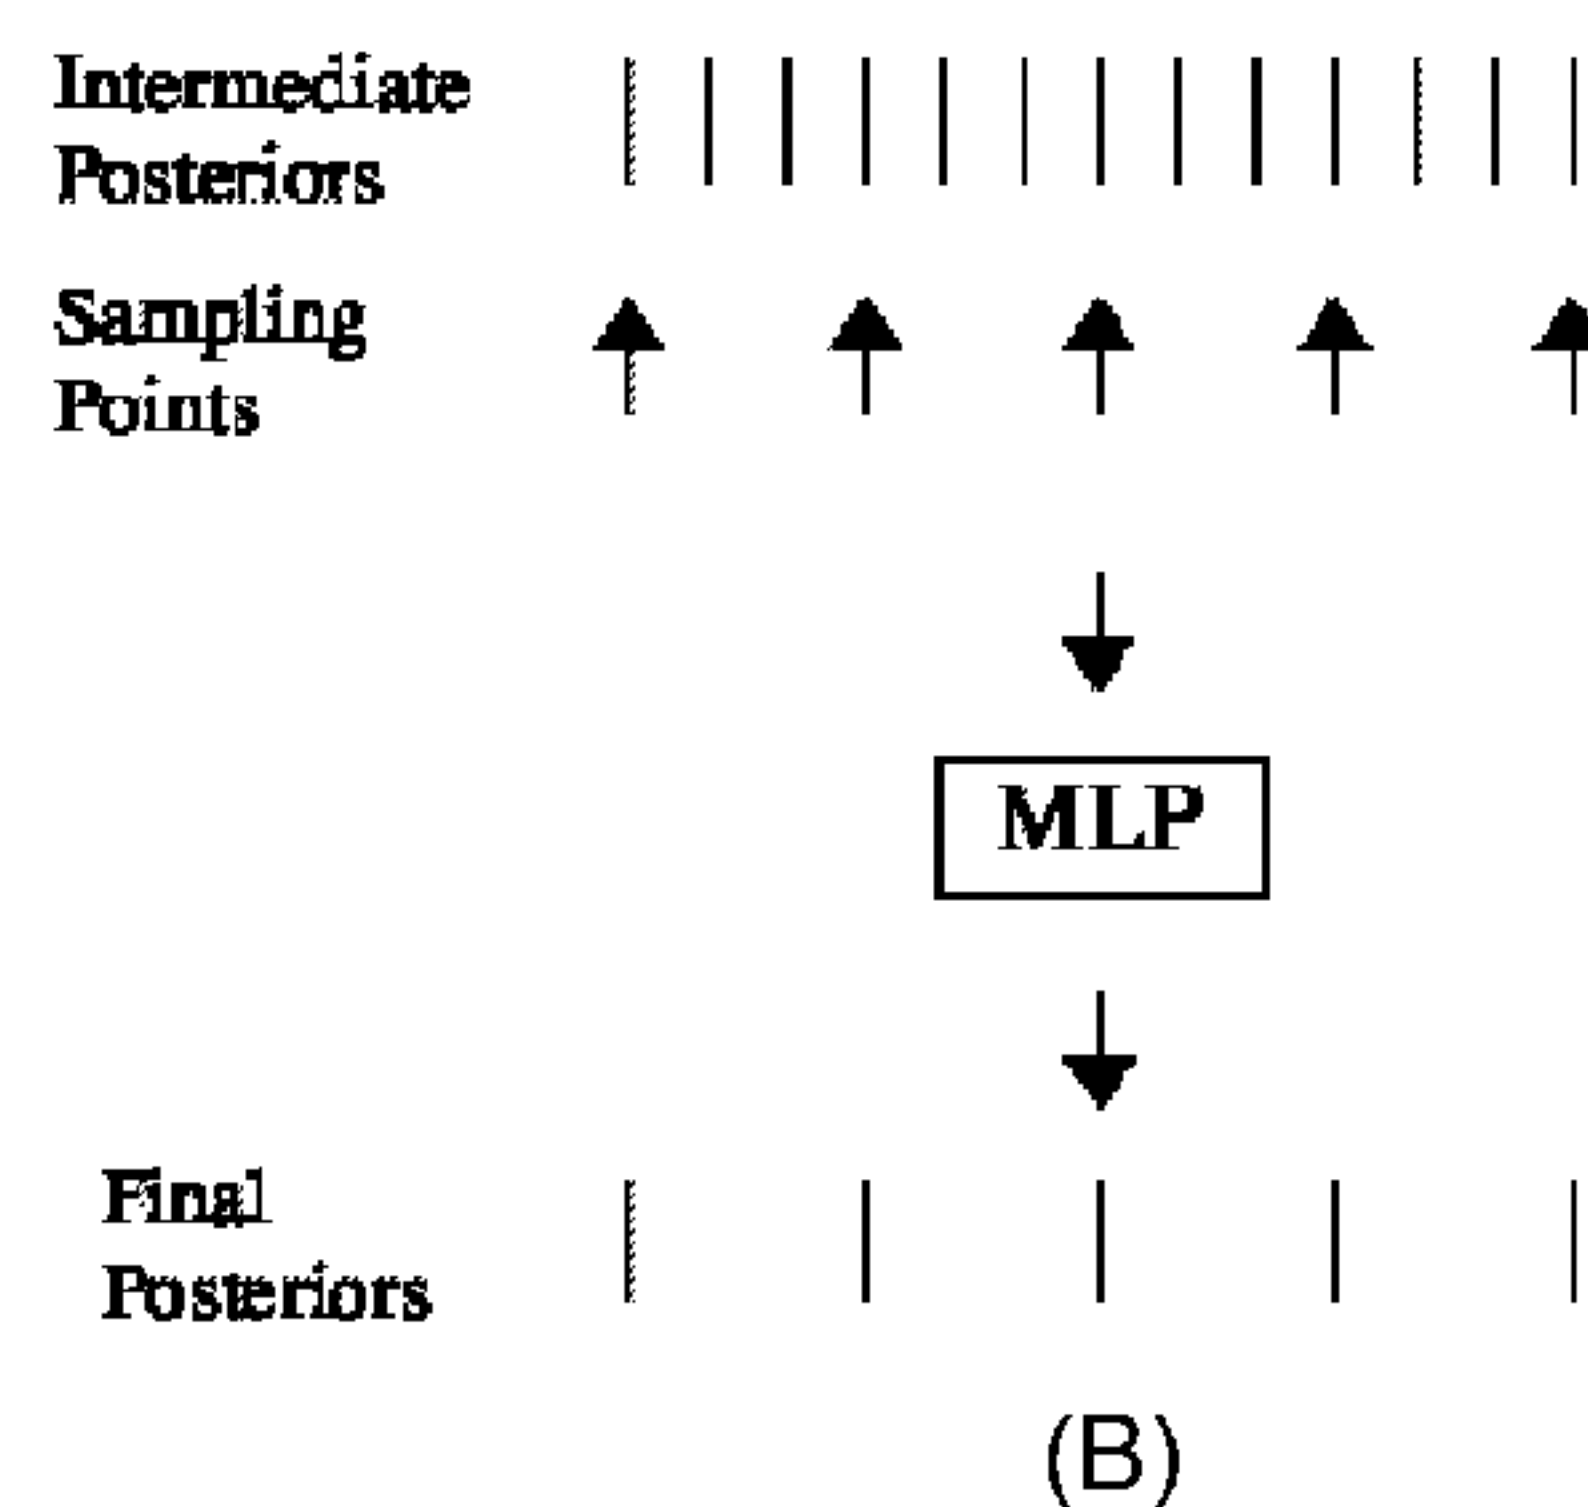 Intermediate
Posteriors
Sampling
Points
MLP
Final
Posteriors
(B)